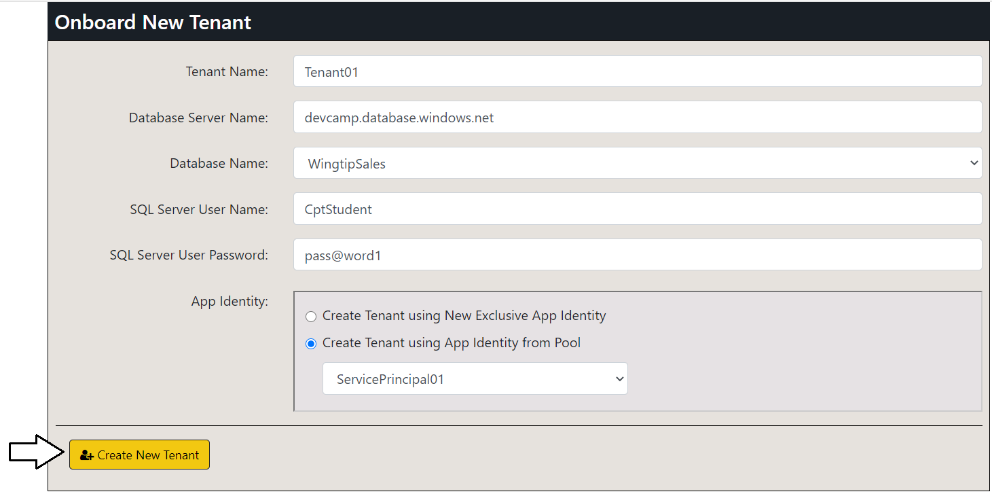 Onboard New Tenant
Tenant Name: Tenant01
Database Server Name: devcamp.database.windows.net
Database Name: WingtipSales
SQL Server User Name: CptStudent
SQL Server User Password: pass@word1
App Identity:
Create Tenant using New Exclusive App Identity
Create Tenant using App Identity from Pool
ServicePrincipal01
Create New Tenant